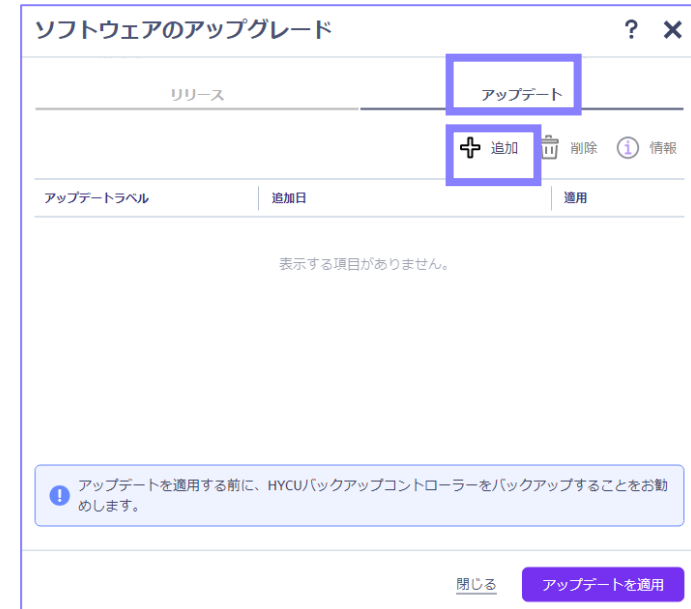 ソフトウェアのアップグレード ?
リリース アップデート
追加 削除 情報
アップデートラベル 追加日 適用
表示する項目がありません。
アップデートを適用する前に、HYCUバックアップコントローラーをバックアップすることをお勧
めします。
閉じる アップデートを適用